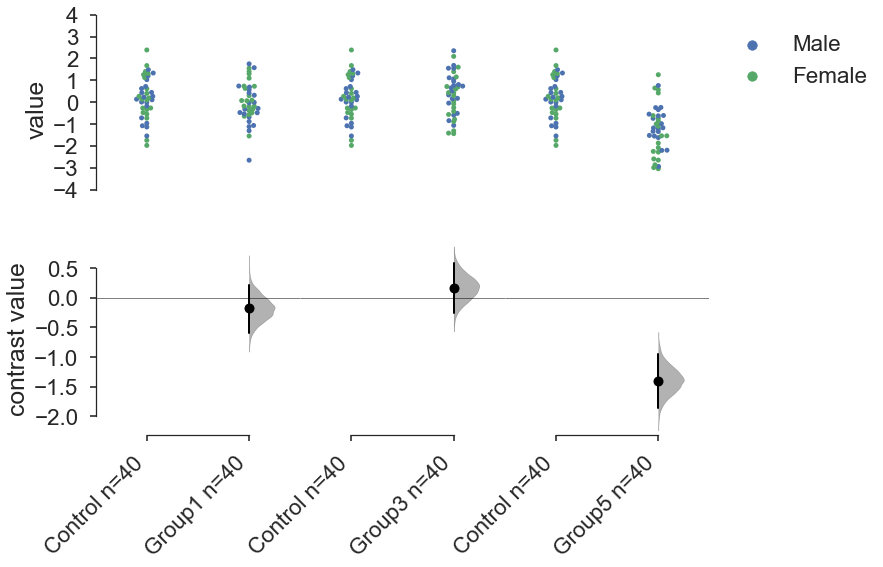 4
3
2
1
0
−1
−2
−3
−4
value
Male
Female
0.5
0.0
−0.5
−1.0
−1.5
−2.0
contrast value
Control n=40
Group1 n=40
Control n=40
Group3 n=40
Control n=40
Group5 n=40